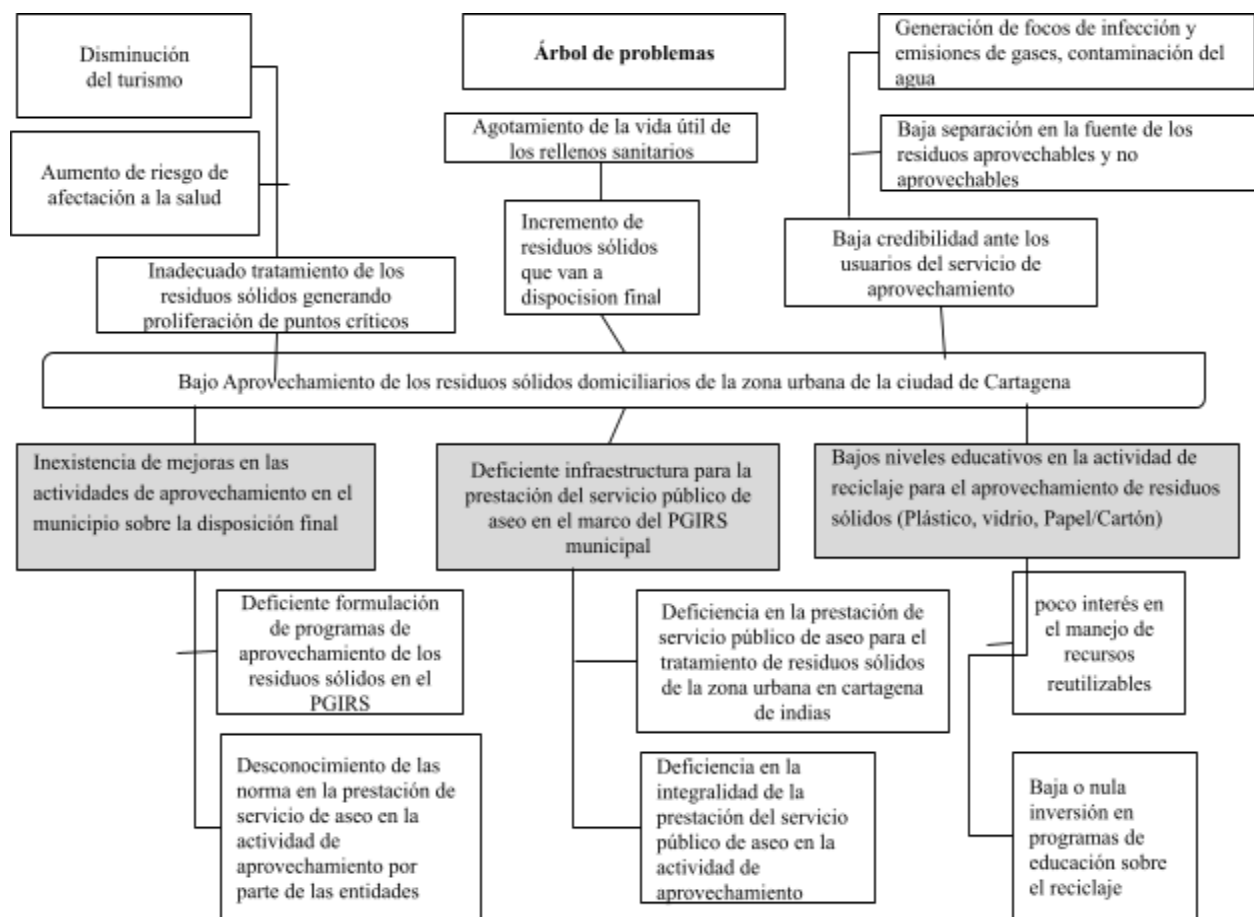 Disminución
del turismo
Árbol de problemas
Generación de focos de infección y
emisiones de gases, contaminación del
agua
Agotamiento de la vida útil de
los rellenos sanitarios
Aumento de riesgo de
afectación a la salud
Baja separación en la fuente de los
residuos aprovechables y no
aprovechables
Inadecuado tratamiento de los
residuos sólidos generando
proliferación de puntos críticos
Incremento de
residuos sólidos
que van a
dispocision final
Baja credibilidad ante los
usuarios del servicio de
aprovechamiento
Bajo Aprovechamiento de los residuos sólidos domiciliarios de la zona urbana de la ciudad de Cartagena
Inexistencia de mejoras en las
actividades de aprovechamiento en el
municipio sobre la disposición final
Deficiente infraestructura para la
prestación del servicio público de
aseo en el marco del PGIRS
municipal
Bajos niveles educativos en la actividad de
reciclaje para el aprovechamiento de residuos
sólidos (Plástico, vidrio, Papel/Cartón)
Deficiente formulación
de programas de
aprovechamiento de los
residuos sólidos en el
PGIRS
Deficiencia en la prestación de
servicio público de aseo para el
tratamiento de residuos sólidos
de la zona urbana en cartagena
de indias
poco interés en
el manejo de
recursos
reutilizables
Desconocimiento de las
norma en la prestación de
servicio de aseo en la
actividad de
aprovechamiento por
parte de las entidades
Deficiencia en la
integralidad de la
prestación del servicio
público de aseo en la
actividad de
aprovechamiento
Baja o nula
inversión en
programas de
educación sobre
el reciclaje